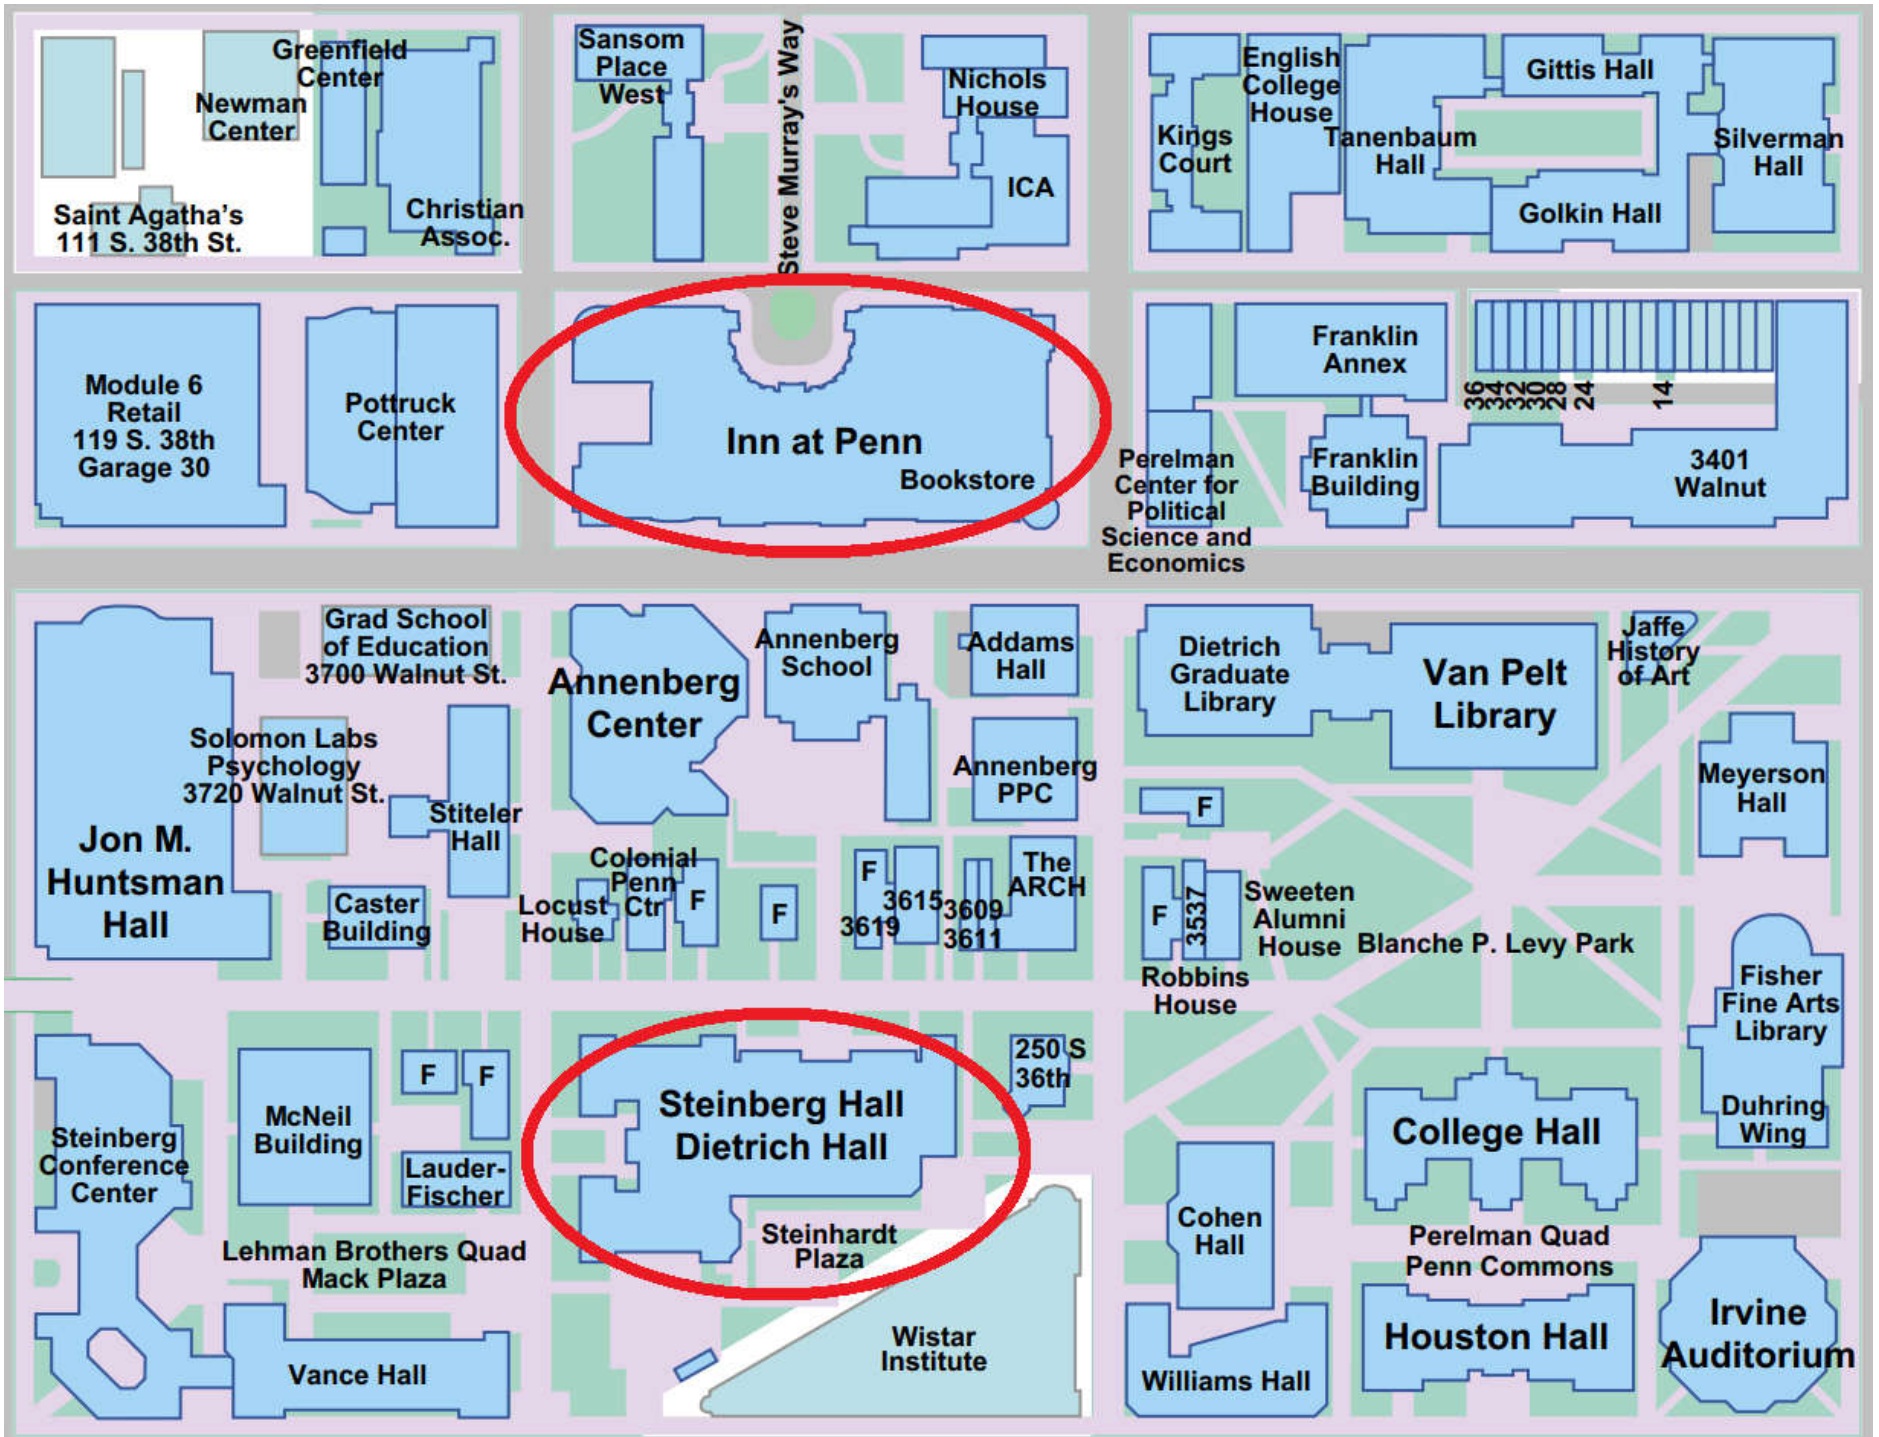 Greenfield
Center
Newman
Center
Saint Agatha's
111 S. 38th St.
Christian
Assoc.
Sansom
Place
West
Steve Murray's Way
Nichols
House
ICA
Kings
Court
English
College
House
Tanenbaum
Hall
Gittis Hall
Golkin Hall
Silverman
Hall
Module 6
Retail
119 S. 38th
Garage 30
Pottruck
Center
Inn at Penn
Bookstore
Perelman
Center for
Political
Science and
Economics
Franklin
Annex
Franklin
Building
36
34
32
30
28
24
14
3401
Walnut
Jon M.
Huntsman
Hall
Grad School
of Education
3700 Walnut St.
Solomon Labs
Psychology
3720 Walnut St.
Stiteler
Hall
Caster
Building
Annenberg
Center
Annenberg
School
Addams
Hall
Annenberg
PPC
Locust
House
Colonial
Penn
Ctr
F
F
F
3619
3615
3609
3611
The
ARCH
Dietrich
Graduate
Library
Van Pelt
Library
Jaffe
History
of Art
Meyerson
Hall
F
F
3537
Sweeten
Alumni
House
Robbins
House
Blanche P. Levy Park
Fisher
Fine Arts
Library
Duhring
Wing
Steinberg
Conference
Center
McNeil
Building
F
F
Lauder-
Fischer
Lehman Brothers Quad
Mack Plaza
Vance Hall
Steinberg Hall
Dietrich Hall
Steinhardt
Plaza
250 S
36th
Wistar
Institute
Cohen
Hall
Williams Hall
College Hall
Perelman Quad
Penn Commons
Houston Hall
Irvine
Auditorium